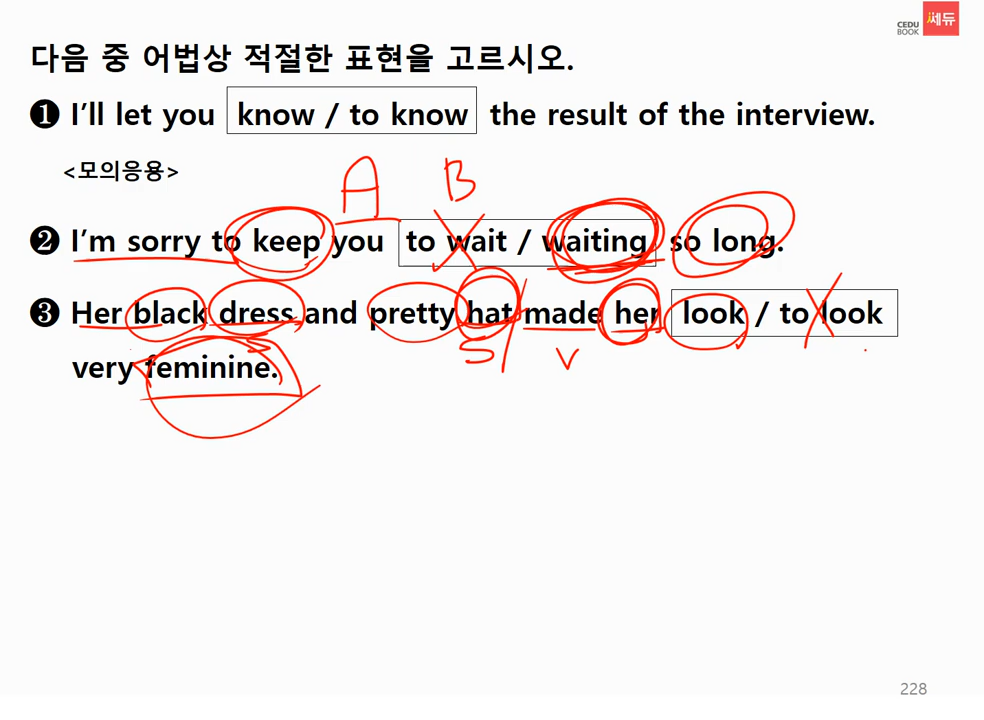 CEDU
BOOK
쎄듀
다음 중 어법상 적절한 표현을 고르시오.
❶ I'll let you know / to know the result of the interview.
<모의응용>
A B
❷ I'm sorry to keep you to wait / waiting so long.
❸ Her black dress and pretty hat made her look / to look
S S V
very feminine.
228